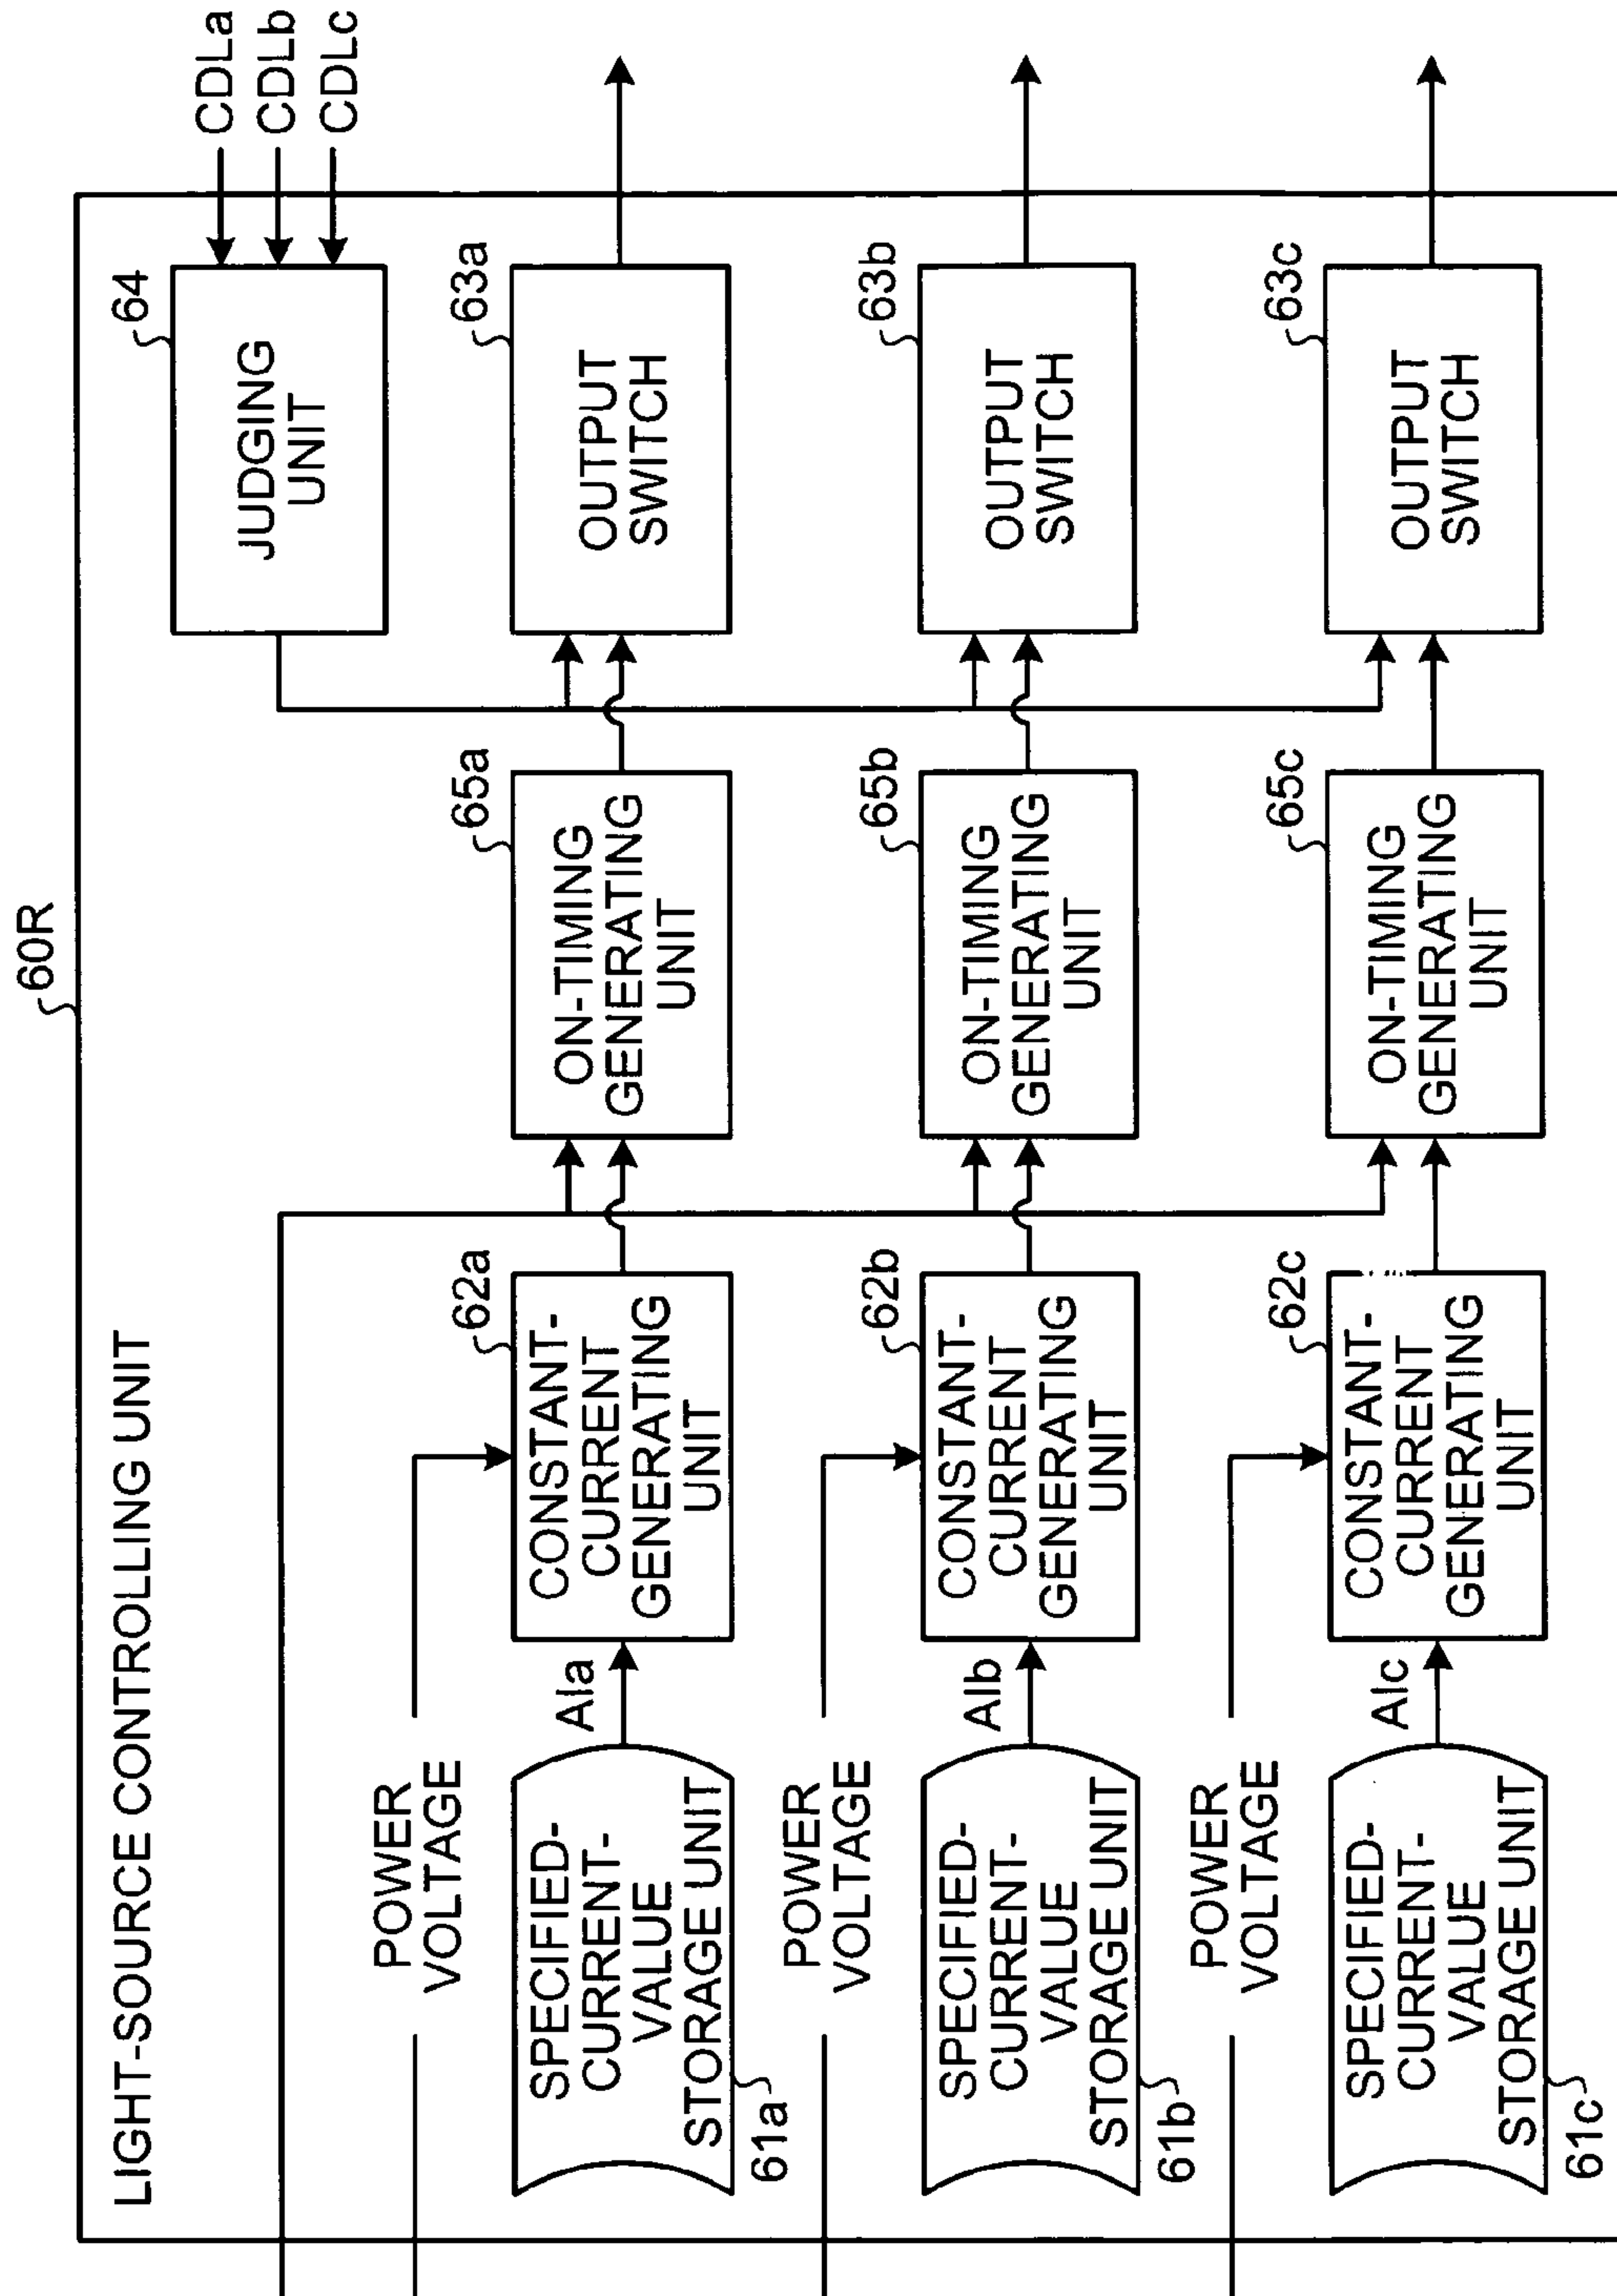 60R
LIGHT-SOURCE CONTROLLING UNIT
64
JUDGING
UNIT
CDLa
CDLb
CDLc
POWER
VOLTAGE
SPECIFIED-
CURRENT-
VALUE
STORAGE UNIT
61a
AIa
62a
CONSTANT-
CURRENT
GENERATING
UNIT
65a
ON-TIMING
GENERATING
UNIT
63a
OUTPUT
SWITCH
POWER
VOLTAGE
SPECIFIED-
CURRENT-
VALUE
STORAGE UNIT
61b
AIb
62b
CONSTANT-
CURRENT
GENERATING
UNIT
65b
ON-TIMING
GENERATING
UNIT
63b
OUTPUT
SWITCH
POWER
VOLTAGE
SPECIFIED-
CURRENT-
VALUE
STORAGE UNIT
61c
AIc
62c
CONSTANT-
CURRENT
GENERATING
UNIT
65c
ON-TIMING
GENERATING
UNIT
63c
OUTPUT
SWITCH